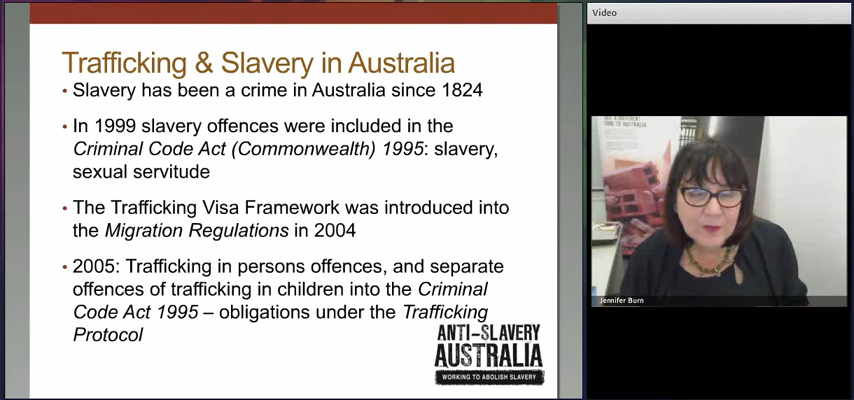 Trafficking & Slavery in Australia
• Slavery has been a crime in Australia since 1824
• In 1999 slavery offences were included in the
Criminal Code Act (Commonwealth) 1995: slavery,
sexual servitude
• The Trafficking Visa Framework was introduced into
the Migration Regulations in 2004
• 2005: Trafficking in persons offences, and separate
offences of trafficking in children into the Criminal
Code Act 1995 – obligations under the Trafficking
Protocol
ANTI-SLAVERY
AUSTRALIA
WORKING TO ABOLISH SLAVERY
Video
Jennifer Burn